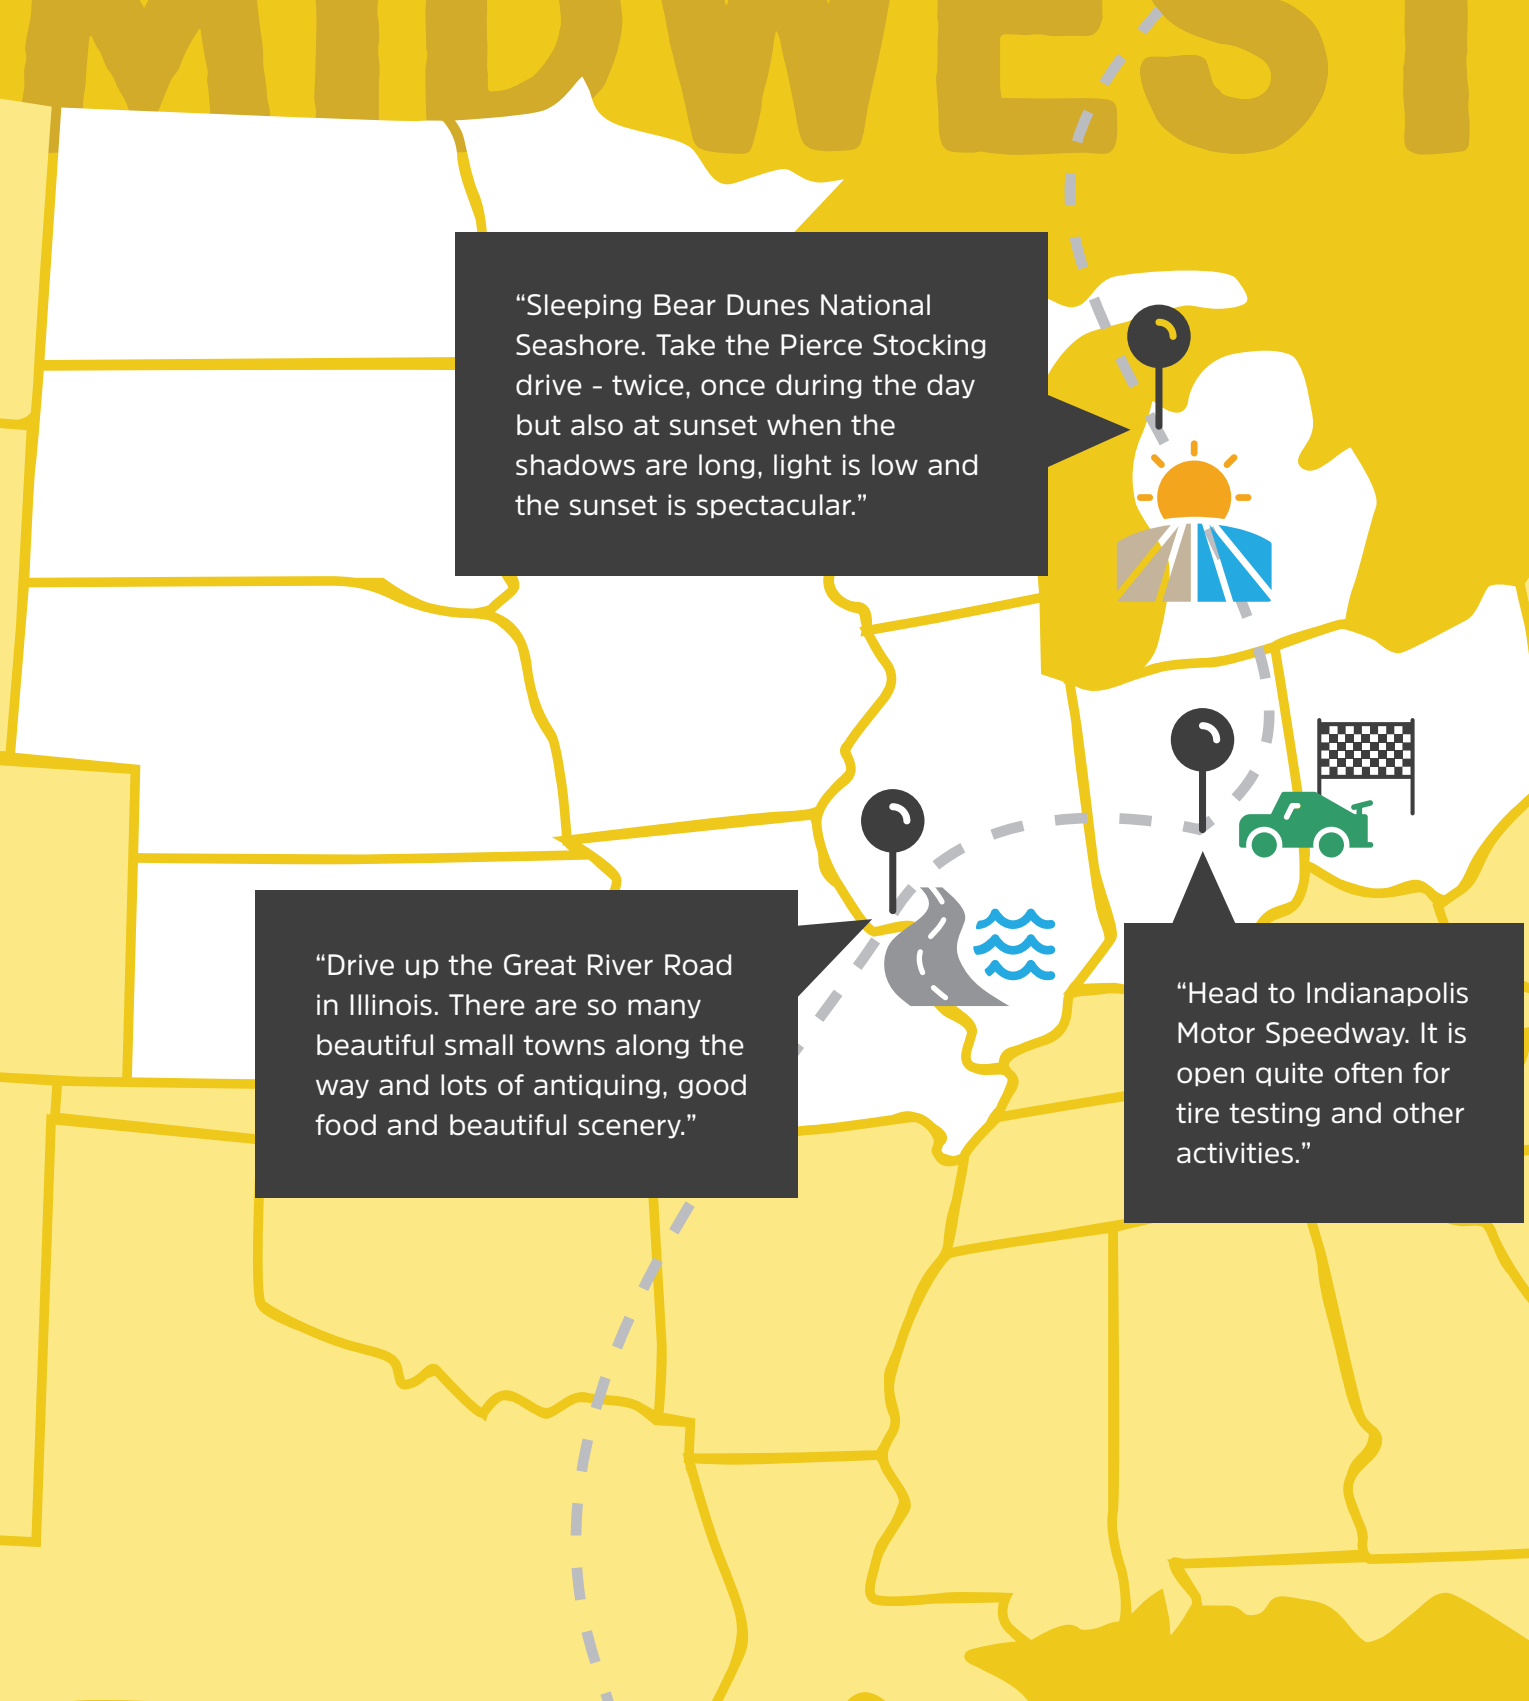 MIDWEST
“Sleeping Bear Dunes National
Seashore. Take the Pierce Stocking
drive - twice, once during the day
but also at sunset when the
shadows are long, light is low and
the sunset is spectacular.”
“Drive up the Great River Road
in Illinois. There are so many
beautiful small towns along the
way and lots of antiquing, good
food and beautiful scenery.”
“Head to Indianapolis
Motor Speedway. It is
open quite often for
tire testing and other
activities.”